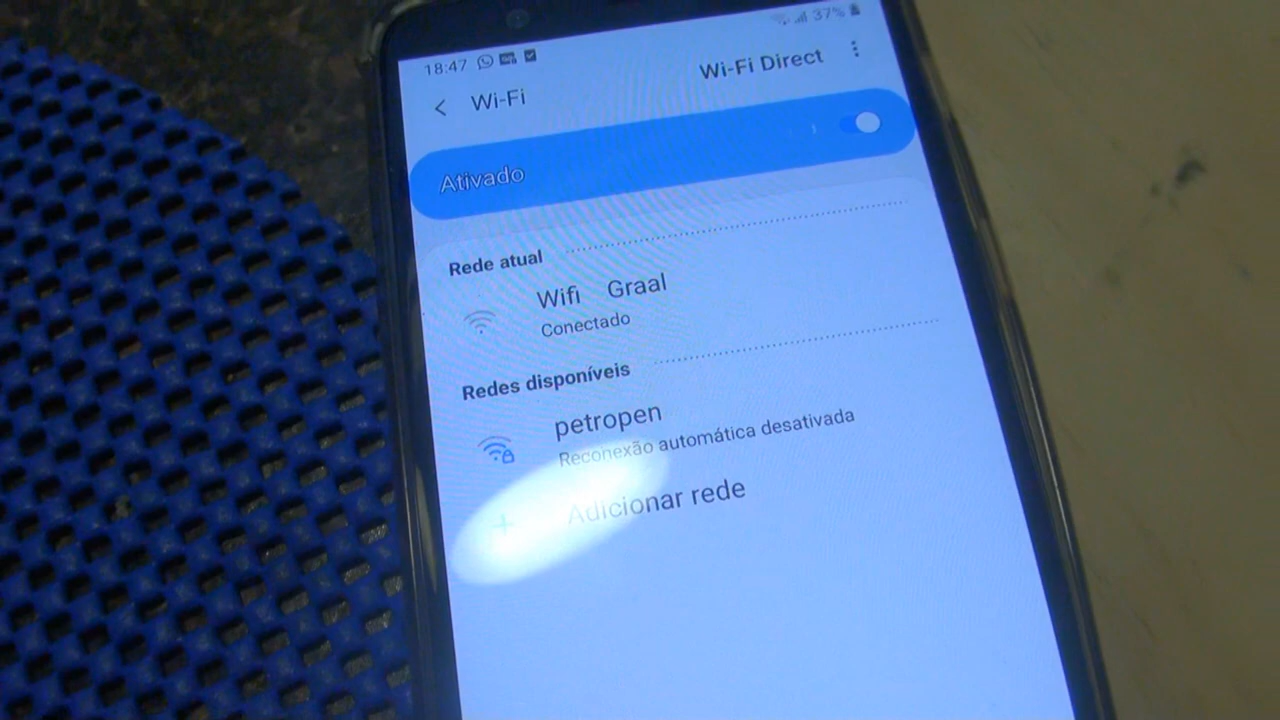 18:47
37%
Wi-Fi Direct
Wi-Fi
Ativado
Rede atual
Wifi Graal
Conectado
Redes disponíveis
petropen
Reconexão automática desativada
Adicionar rede